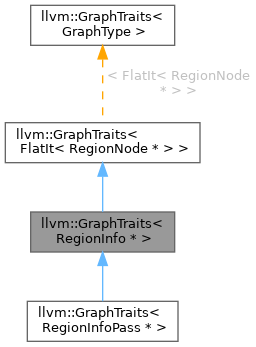 llvm::GraphTraits<
GraphType >
< FlatIt< RegionNode
* > >
llvm::GraphTraits<
FlatIt< RegionNode * > >
llvm::GraphTraits<
RegionInfo * >
llvm::GraphTraits<
RegionInfoPass * >